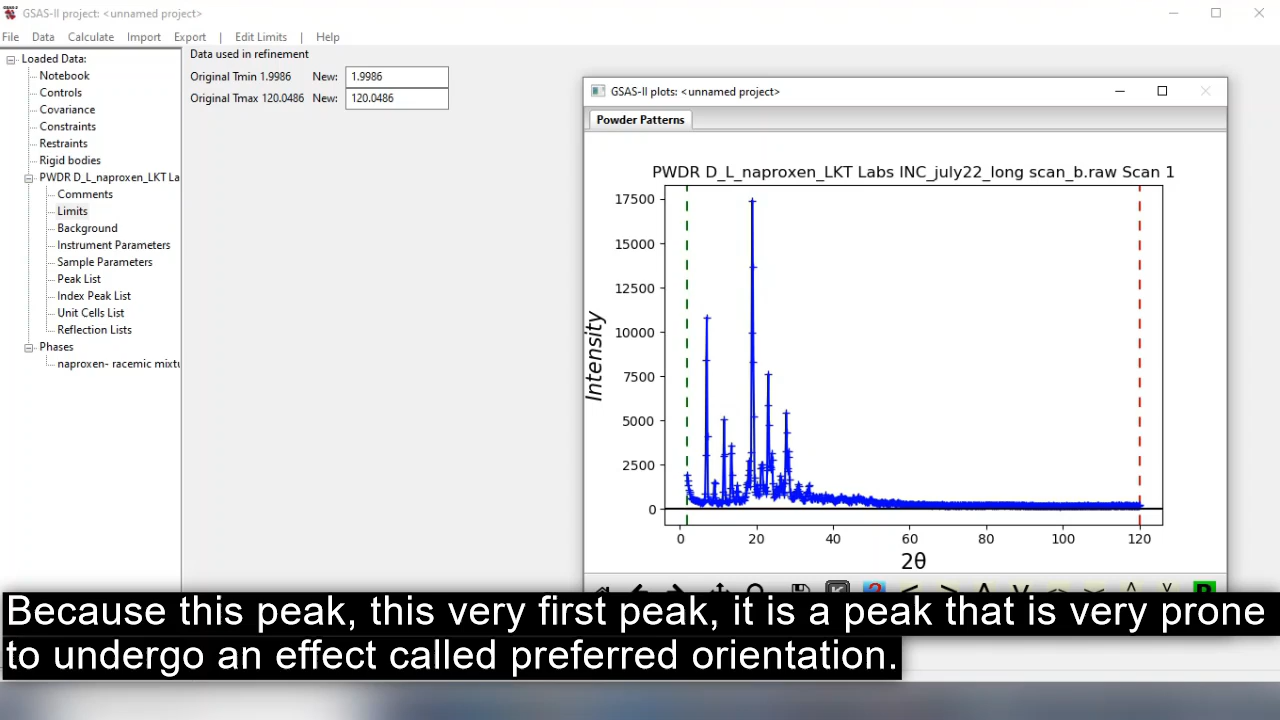 GSAS-II project: <unnamed project>
File Data Calculate Import Export | Edit Limits | Help
Loaded Data:
Notebook
Controls
Covariance
Constraints
Restraints
Rigid bodies
PWDR D_L_naproxen_LKT La
Comments
Limits
Background
Instrument Parameters
Sample Parameters
Peak List
Index Peak List
Unit Cells List
Reflection Lists
Phases
naproxen- racemic mixtu
Data used in refinement
Original Tmin 1.9986 New: 1.9986
Original Tmax 120.0486 New: 120.0486
GSAS-II plots: <unnamed project>
Powder Patterns
PWDR D_L_naproxen_LKT Labs INC_july22_long scan_b.raw Scan 1
17500
15000
12500
10000
7500
5000
2500
0
Intensity
0 20 40 60 80 100 120
2θ
Because this peak, this very first peak, it is a peak that is very prone
to undergo an effect called preferred orientation.